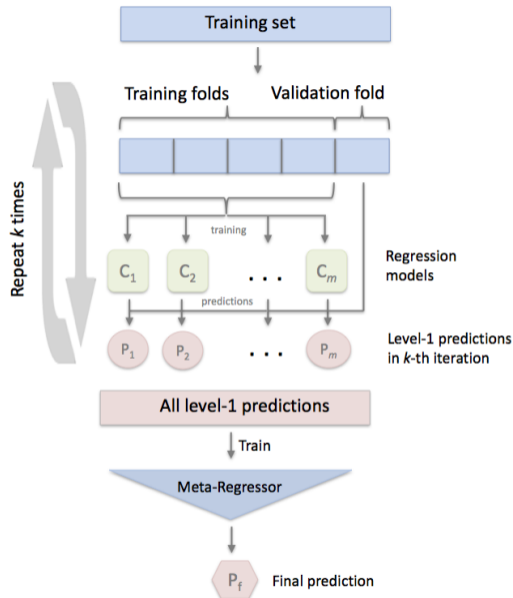 Training set
Training folds
Validation fold
Repeat k times
training
C1
C2
. . .
Cm
Regression
models
predictions
P1
P2
. . .
Pm
Level-1 predictions
in k-th iteration
All level-1 predictions
Train
Meta-Regressor
Pf
Final prediction